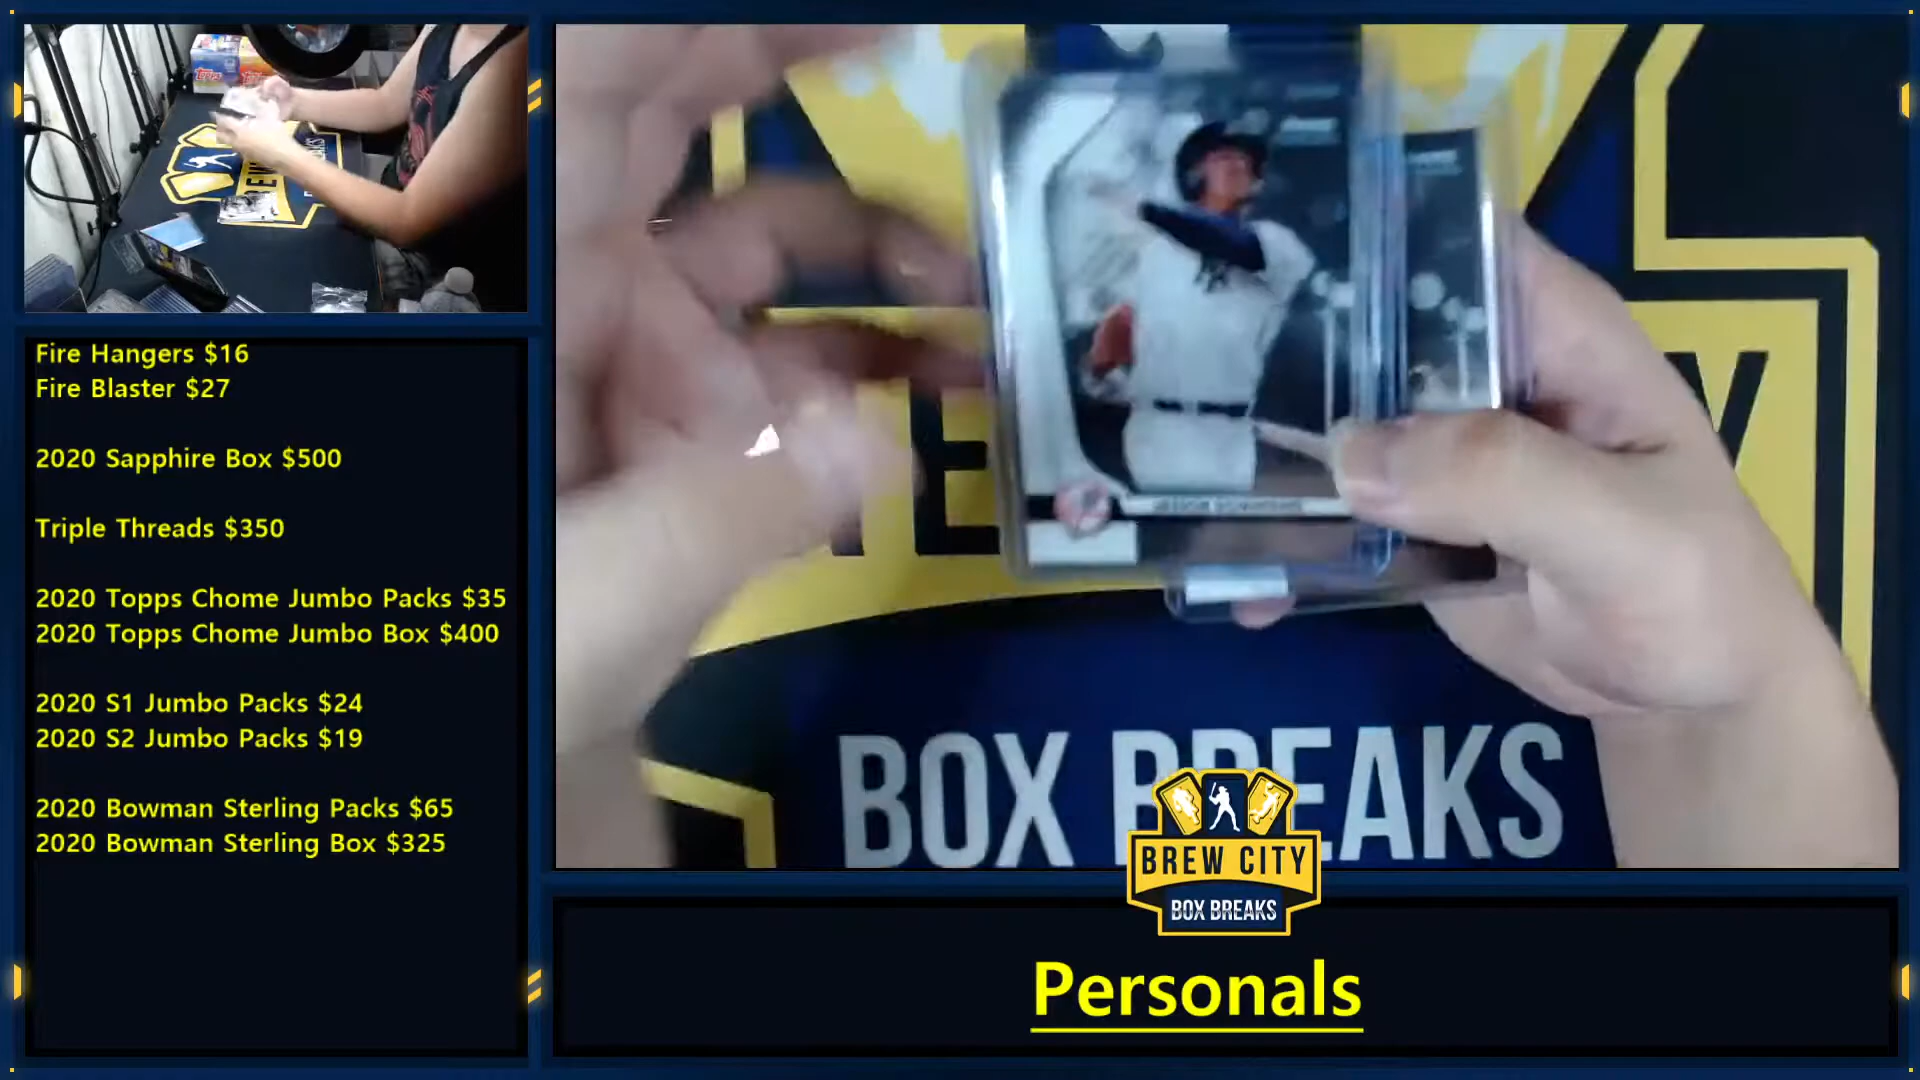 Fire Hangers $16
Fire Blaster $27
2020 Sapphire Box $500
Triple Threads $350
2020 Topps Chome Jumbo Packs $35
2020 Topps Chome Jumbo Box $400
2020 S1 Jumbo Packs $24
2020 S2 Jumbo Packs $19
2020 Bowman Sterling Packs $65
2020 Bowman Sterling Box $325
BOX BREAKS
BREW CITY
BOX BREAKS
Personals